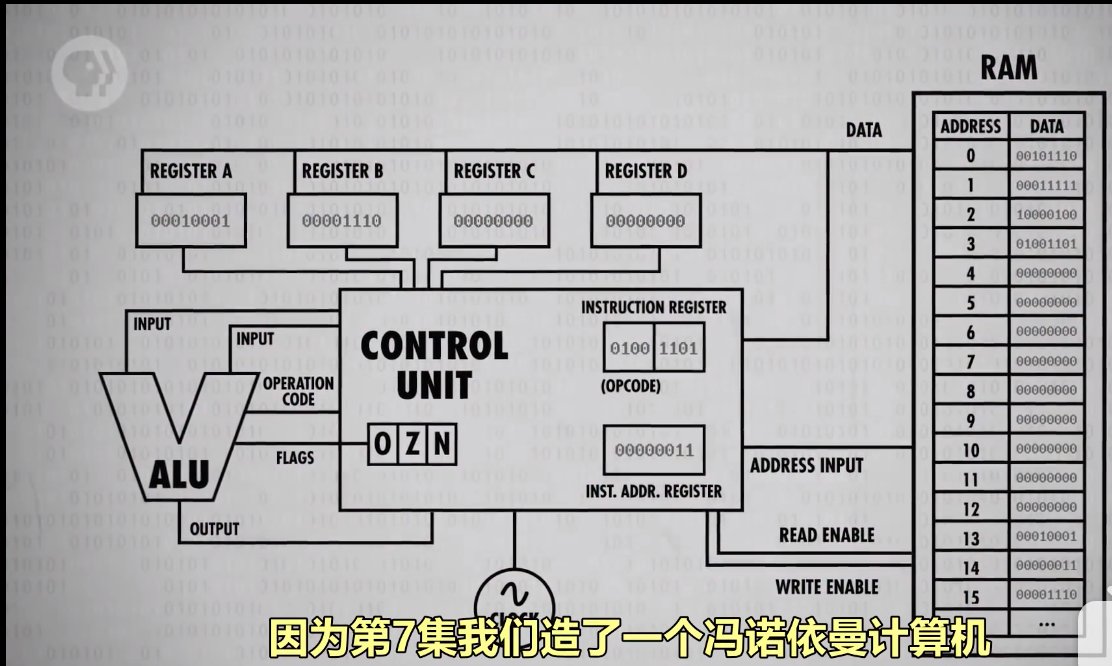 RAM
DATA
ADDRESS DATA
0 00101110
1 00011111
2 10000100
3 01001101
4 00000000
5 00000000
6 00000000
7 00000000
8 00000000
9 00000000
10 00000000
11 00000000
12 00000000
13 00010001
14 00000011
15 00001110
...
REGISTER A
00010001
REGISTER B
00001110
REGISTER C
00000000
REGISTER D
00000000
INPUT
INPUT
OPERATION
CODE
ALU
FLAGS
OUTPUT
CONTROL
UNIT
O Z N
INSTRUCTION REGISTER
0100 1101
(OPCODE)
00000011
INST. ADDR. REGISTER
ADDRESS INPUT
READ ENABLE
WRITE ENABLE
因为第7集我们造了一个冯诺依曼计算机